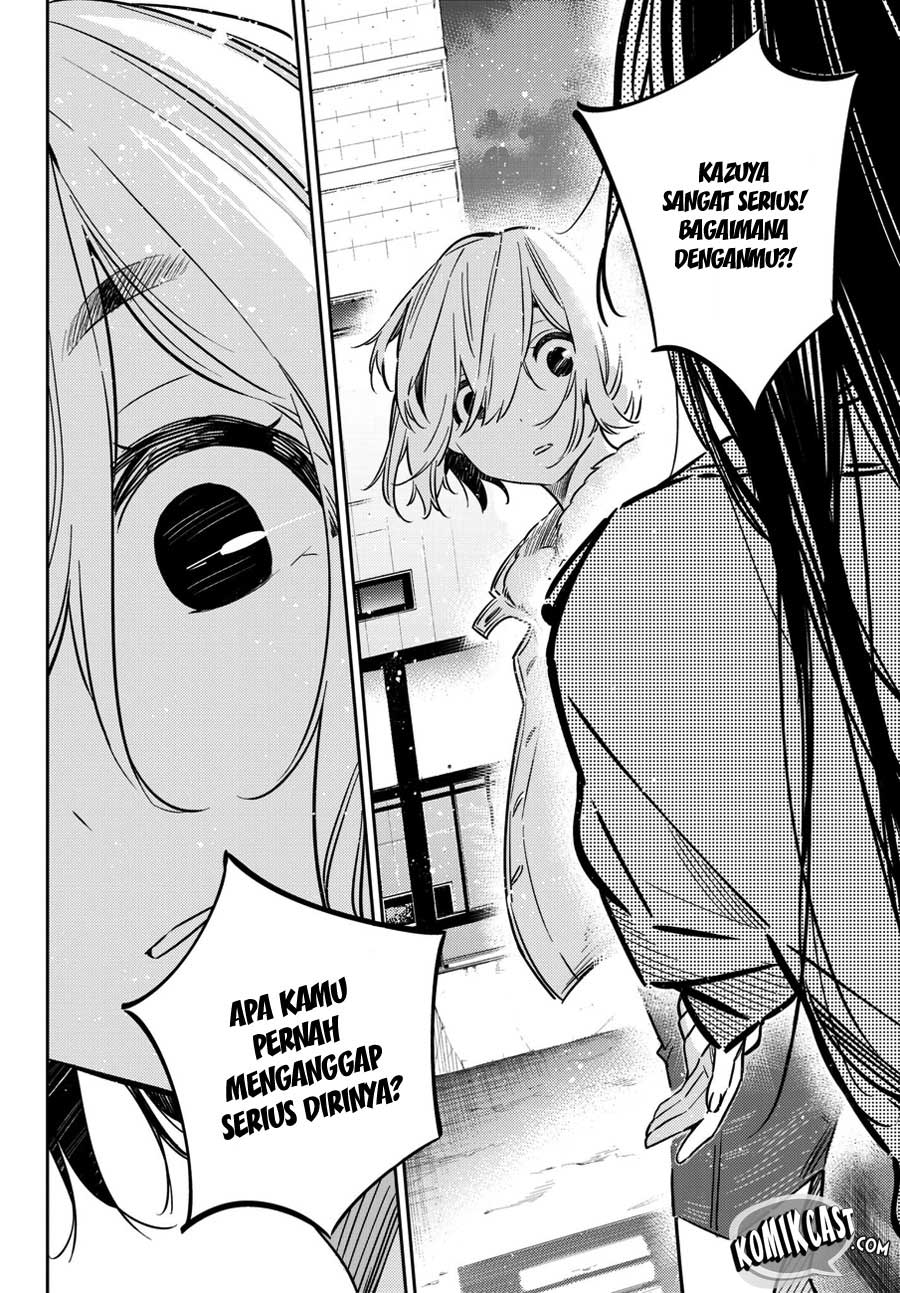 KAZUYA
SANGAT SERIUS!
BAGAIMANA
DENGANMU?!
APA KAMU
PERNAH
MENGANGGAP
SERIUS DIRINYA?
KOMIKCAST.COM